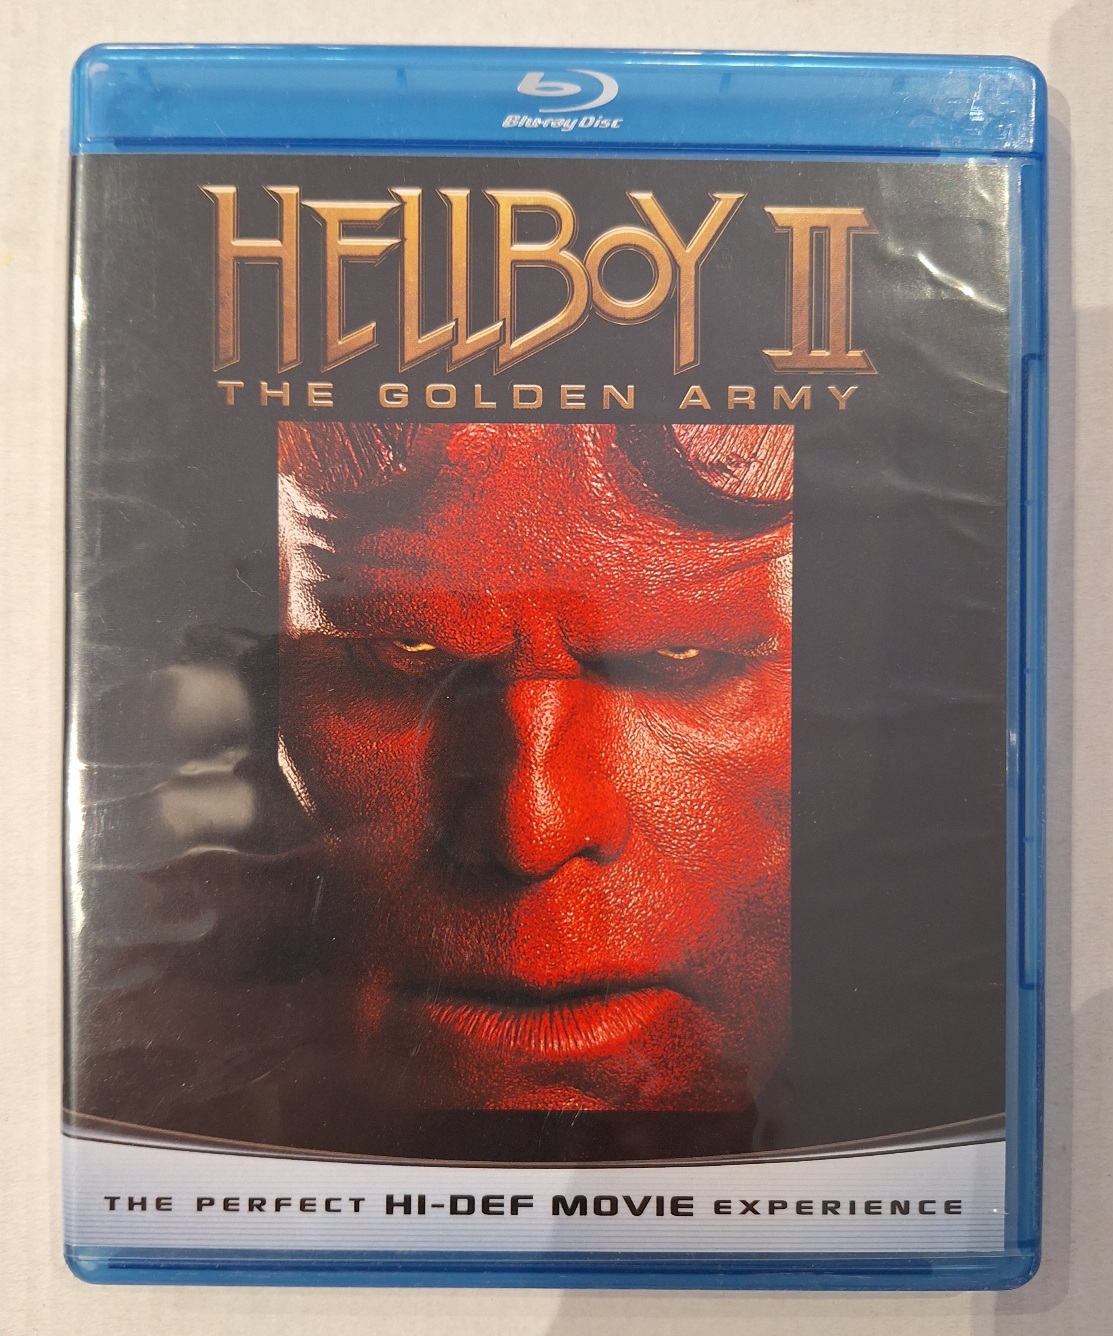 Blu-ray Disc
HELLBOY II
THE GOLDEN ARMY
THE PERFECT HI-DEF MOVIE EXPERIENCE